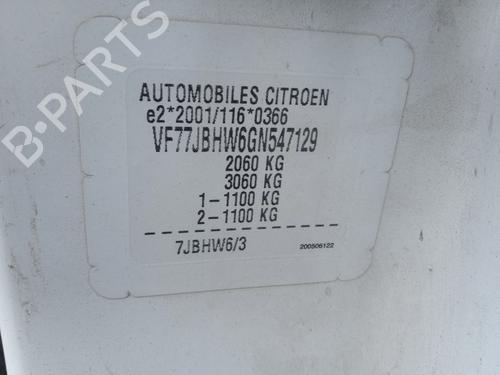 B-PARTS
AUTOMOBILES CITROEN
e2*2001/116*0366
VF77JBHW6GN547129
2060 KG
3060 KG
1-1100 KG
2-1100 KG
7JBHW6/3
200506122